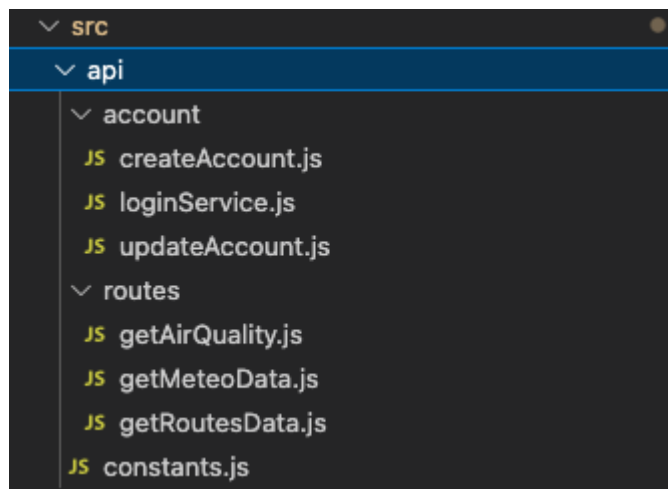 src
api
account
JS createAccount.js
JS loginService.js
JS updateAccount.js
routes
JS getAirQuality.js
JS getMeteoData.js
JS getRoutesData.js
JS constants.js